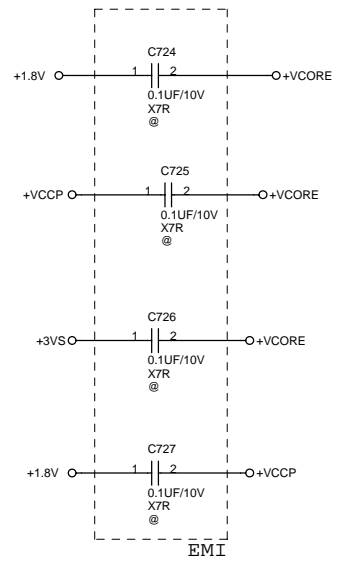 C724
+1.8V 1 2 +VCORE
0.1UF/10V
X7R
@
C725
+VCCP 1 2 +VCORE
0.1UF/10V
X7R
@
C726
+3VS 1 2 +VCORE
0.1UF/10V
X7R
@
C727
+1.8V 1 2 +VCCP
0.1UF/10V
X7R
@
EMI